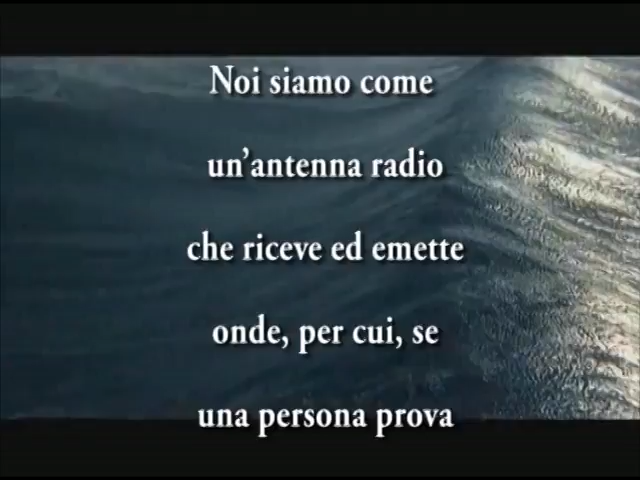 Noi siamo come
un’antenna radio
che riceve ed emette
onde, per cui, se
una persona prova